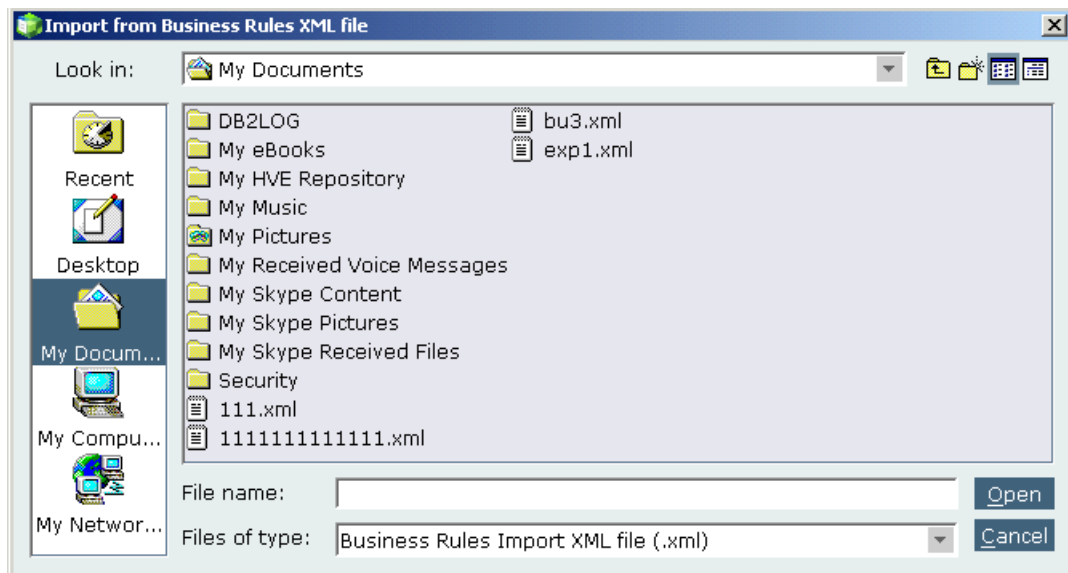 Import from Business Rules XML file
Look in:
My Documents
Recent
Desktop
My Docum...
My Compu...
My Networ...
DB2LOG
My eBooks
My HVE Repository
My Music
My Pictures
My Received Voice Messages
My Skype Content
My Skype Pictures
My Skype Received Files
Security
111.xml
1111111111111.xml
bu3.xml
exp1.xml
File name:
Open
Files of type:
Business Rules Import XML file (.xml)
Cancel